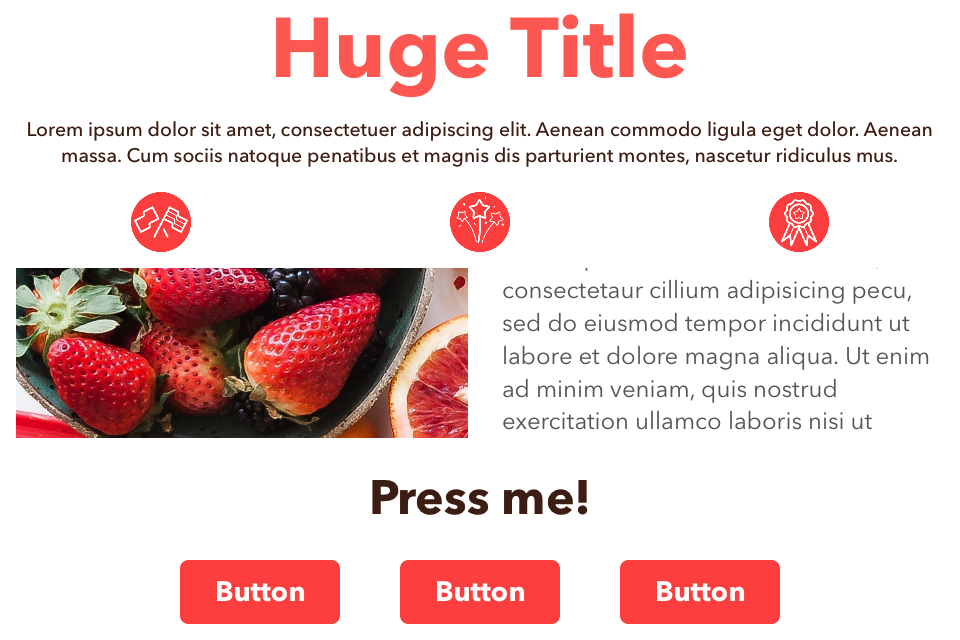 Huge Title
Lorem ipsum dolor sit amet, consectetuer adipiscing elit. Aenean commodo ligula eget dolor. Aenean
massa. Cum sociis natoque penatibus et magnis dis parturient montes, nascetur ridiculus mus.
consectetaur cillium adipisicing pecu,
sed do eiusmod tempor incididunt ut
labore et dolore magna aliqua. Ut enim
ad minim veniam, quis nostrud
exercitation ullamco laboris nisi ut
Press me!
Button Button Button